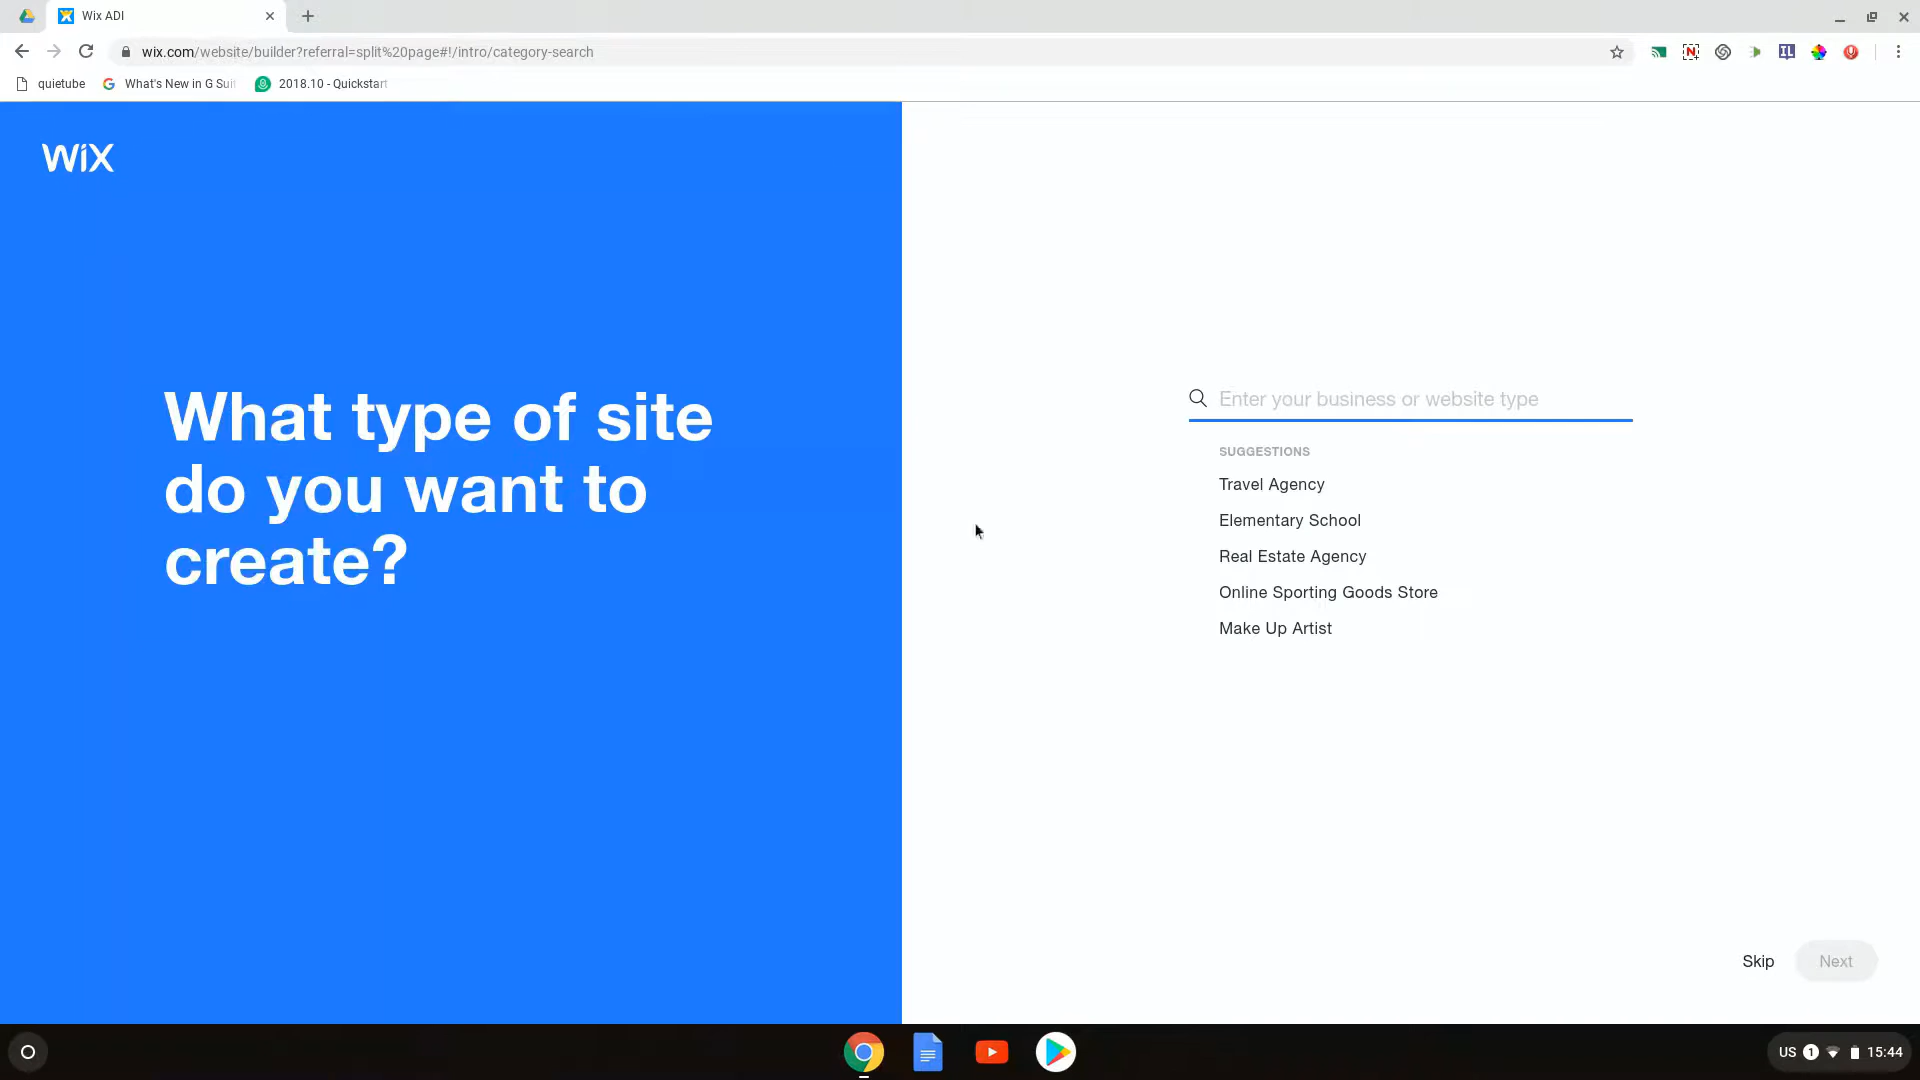 Wix ADI
wix.com/website/builder?referral=split%20page#!/intro/category-search
N
IL
quietube
G What's New in G Suit
2018.10 - Quickstart
WiX
What type of site
do you want to
create?
Enter your business or website type
SUGGESTIONS
Travel Agency
Elementary School
Real Estate Agency
Online Sporting Goods Store
Make Up Artist
Skip
Next
US 1 15:44